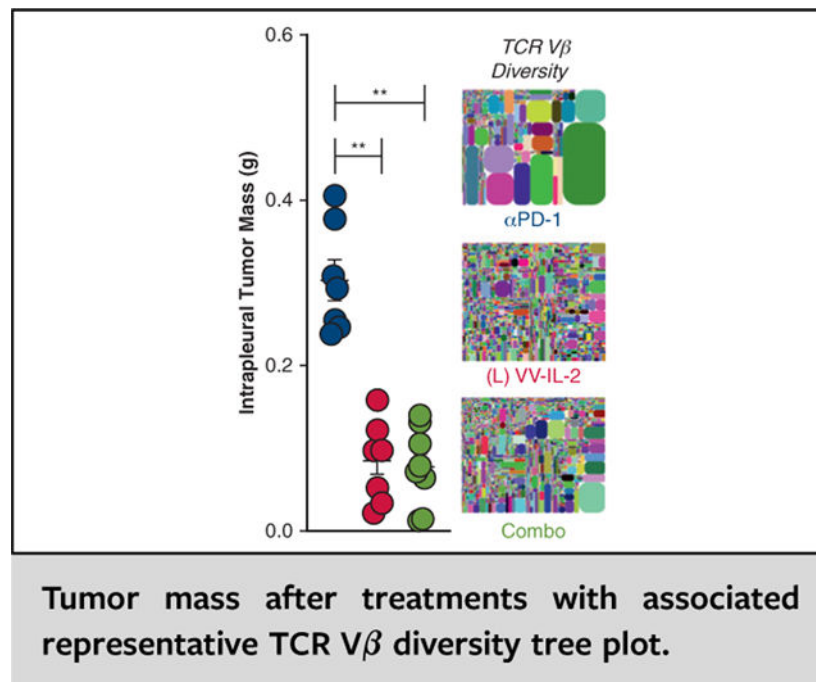 0.6
0.4
0.2
0.0
Intrapleural Tumor Mass (g)
**
**
TCR Vβ
Diversity
αPD-1
(L) VV-IL-2
Combo
Tumor mass after treatments with associated
representative TCR Vβ diversity tree plot.